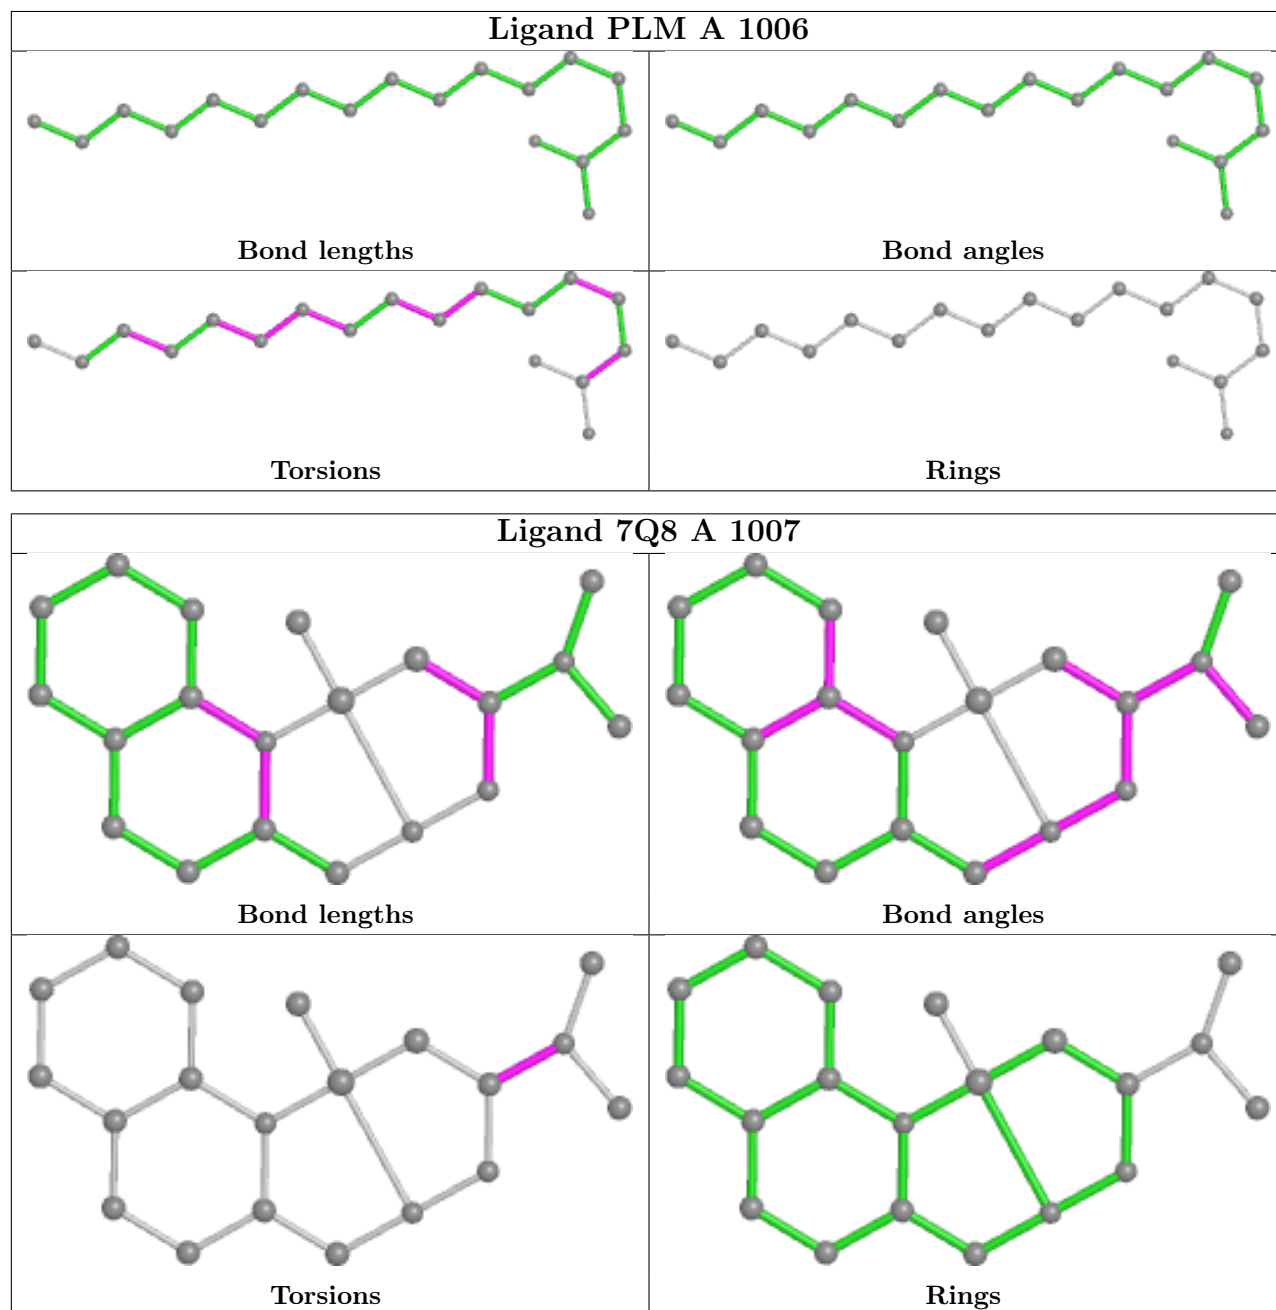 Ligand PLM A 1006
Bond lengths
Bond angles
Torsions
Rings
Ligand 7Q8 A 1007
Bond lengths
Bond angles
Torsions
Rings